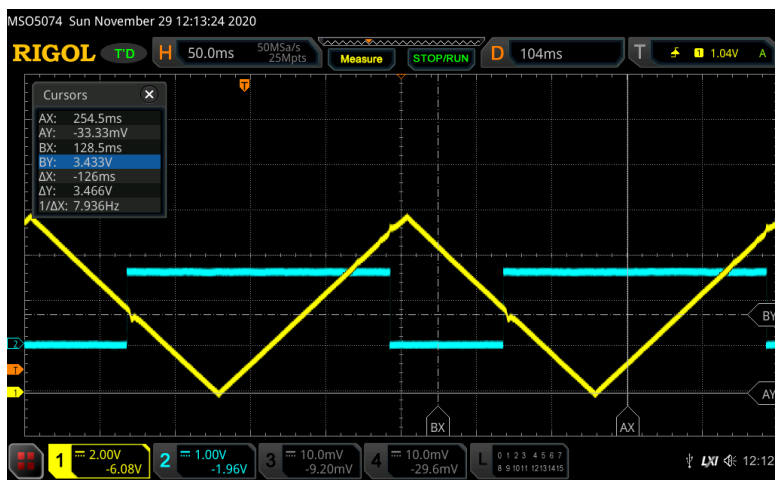 MSO5074 Sun November 29 12:13:24 2020
RIGOL T'D H 50.0ms 50MSa/s 25Mpts Measure STOP/RUN D 104ms T 1 1.04V A
T
Cursors
AX: 254.5ms
AY: -33.33mV
BX: 128.5ms
BY: 3.433V
ΔX: -126ms
ΔY: 3.466V
1/ΔX: 7.936Hz
BY
2
T
1
AY
BX AX
1 2.00V -6.08V 2 1.00V -1.96V 3 10.0mV -9.20mV 4 10.0mV -29.6mV L 0 1 2 3 4 5 6 7 8 9 10 11 12 13 14 15 LXI 12:12